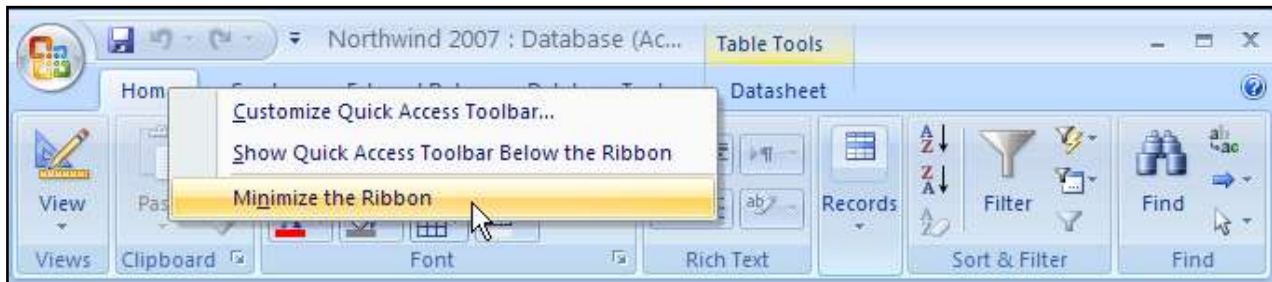 Northwind 2007 : Database (Ac...
Table Tools
Hom
Datasheet
Customize Quick Access Toolbar...
Show Quick Access Toolbar Below the Ribbon
Minimize the Ribbon
View
Pas
Records
Filter
Find
Views
Clipboard
Font
Rich Text
Sort & Filter
Find